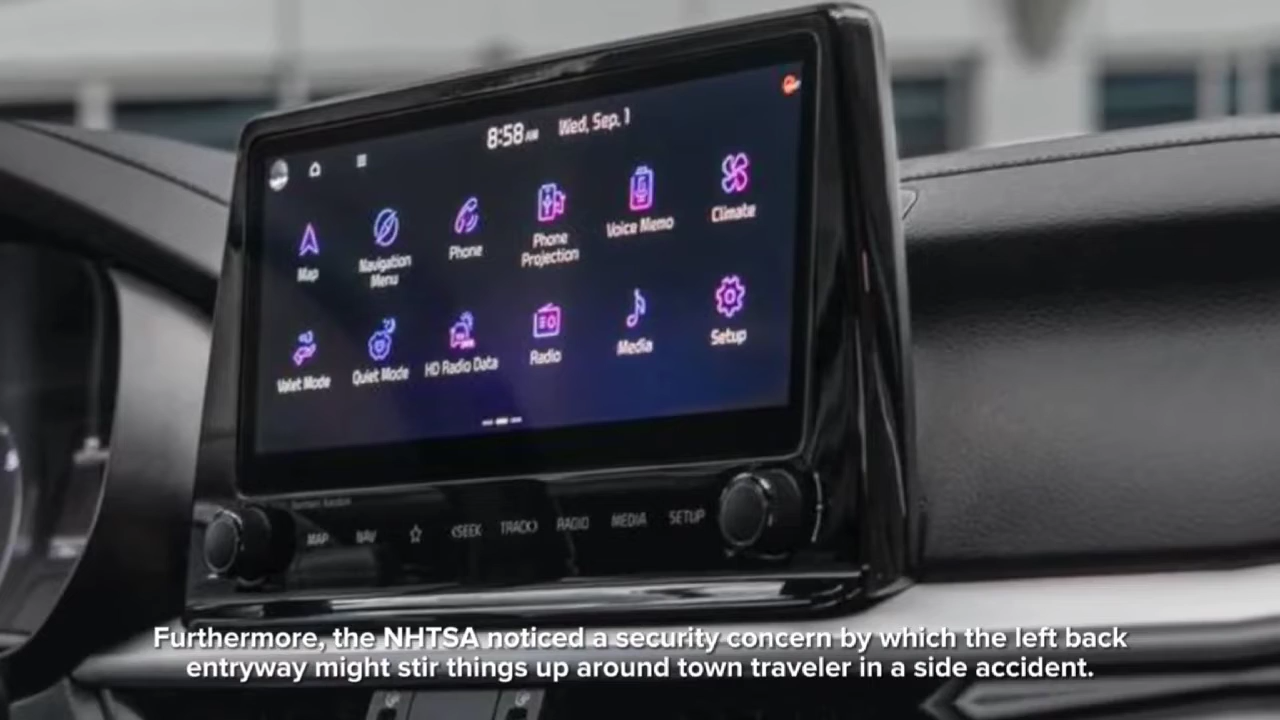 8:58 AM Wed, Sep, 1
Map
Navigation
Menu
Phone
Phone
Projection
Voice Memo
Climate
Valet Mode
Quiet Mode
HD Radio Data
Radio
Media
Setup
harman/kardon
MAP NAV <SEEK TRACK> RADIO MEDIA SETUP
Furthermore, the NHTSA noticed a security concern by which the left back
entryway might stir things up around town traveler in a side accident.